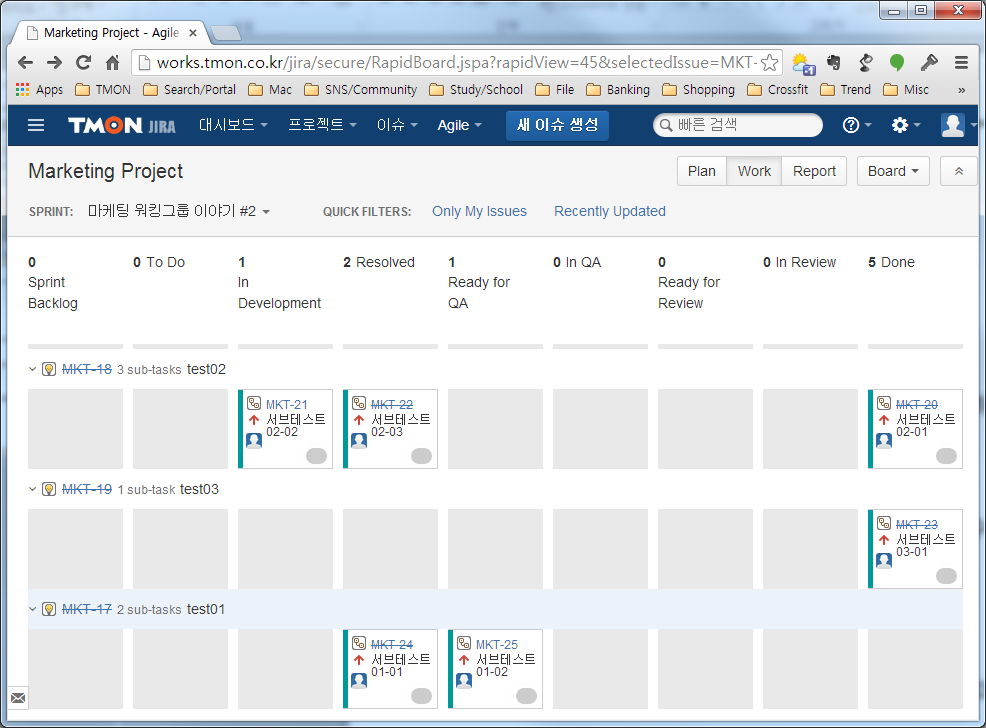 Marketing Project - Agile
works.tmon.co.kr/jira/secure/RapidBoard.jspa?rapidView=45&selectedIssue=MKT-
Apps TMON Search/Portal Mac SNS/Community Study/School File Banking Shopping Crossfit Trend Misc »
TMON JIRA 대시보드 프로젝트 이슈 Agile 새 이슈 생성 빠른 검색
Marketing Project Plan Work Report Board
SPRINT: 마케팅 워킹그룹 이야기 #2 QUICK FILTERS: Only My Issues Recently Updated
0 Sprint Backlog
0 To Do
1 In Development
2 Resolved
1 Ready for QA
0 In QA
0 Ready for Review
0 In Review
5 Done
MKT-18 3 sub-tasks test02
MKT-21
서브테스트
02-02
MKT-22
서브테스트
02-03
MKT-20
서브테스트
02-01
MKT-19 1 sub-task test03
MKT-23
서브테스트
03-01
MKT-17 2 sub-tasks test01
MKT-24
서브테스트
01-01
MKT-25
서브테스트
01-02